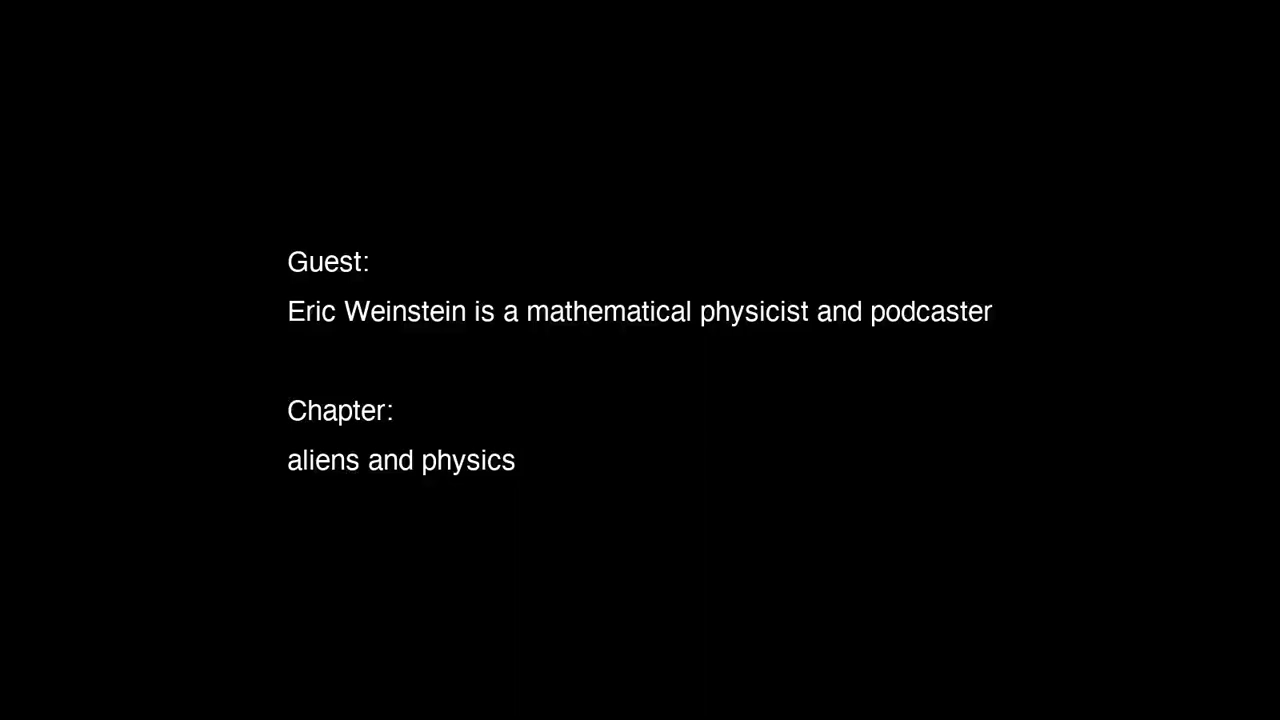 Guest:
Eric Weinstein is a mathematical physicist and podcaster
Chapter:
aliens and physics